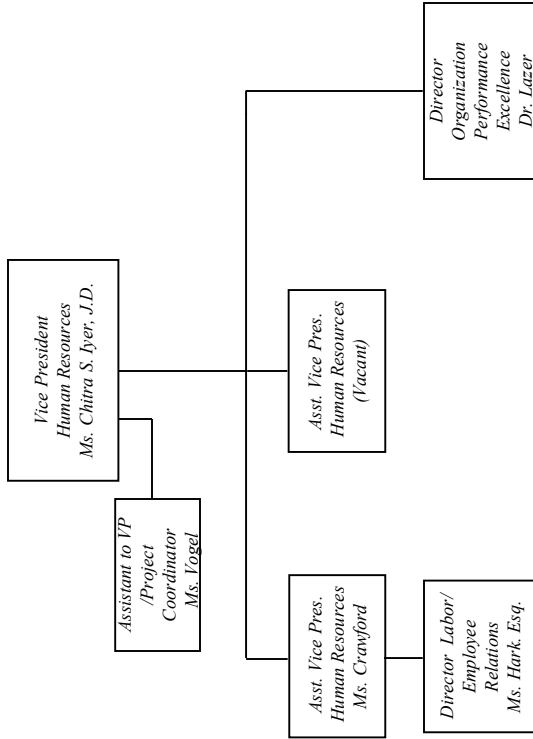 Vice President
Human Resources
Ms. Chitra S. Iyer, J.D.
Assistant to VP
/Project
Coordinator
Ms. Vogel
Asst. Vice Pres.
Human Resources
Ms. Crawford
Asst. Vice Pres.
Human Resources
(Vacant)
Director Labor/
Employee
Relations
Ms. Hark. Esq.
Director
Organization
Performance
Excellence
Dr. Lazer